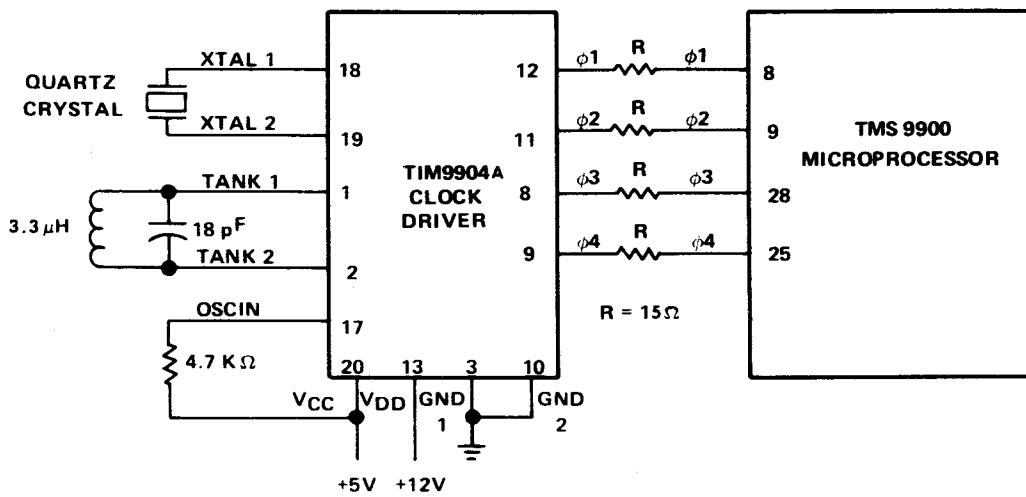 XTAL 1
18
QUARTZ
CRYSTAL
XTAL 2
19
TANK 1
1
3.3 μH
18 pF
TANK 2
2
OSCIN
17
4.7 KΩ
20 13 3 10
VCC VDD GND 1 GND 2
+5V +12V
TIM9904A
CLOCK
DRIVER
12 ϕ1 R ϕ1 8
11 ϕ2 R ϕ2 9
8 ϕ3 R ϕ3 28
9 ϕ4 R ϕ4 25
R = 15Ω
TMS 9900
MICROPROCESSOR